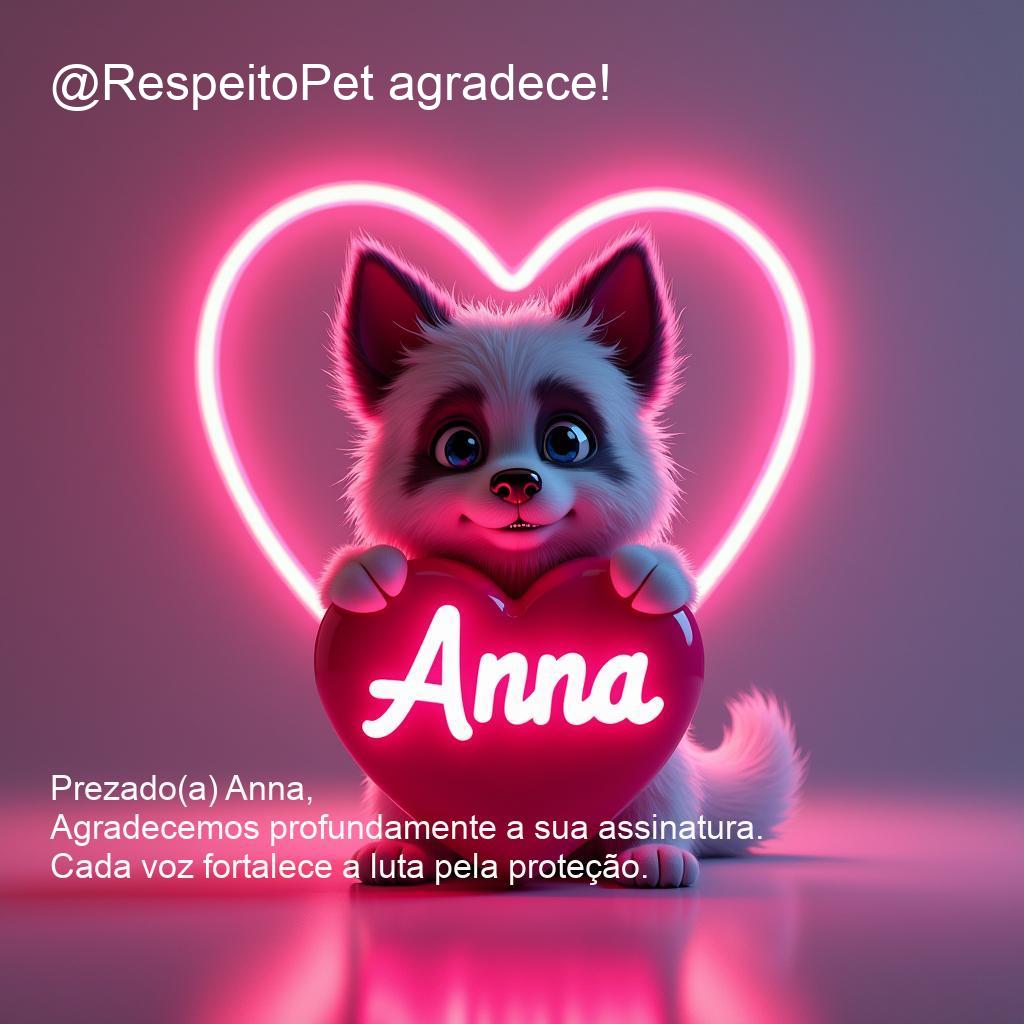 @RespeitoPet agradece!
Anna
Prezado(a) Anna,
Agradecemos profundamente a sua assinatura.
Cada voz fortalece a luta pela proteção.